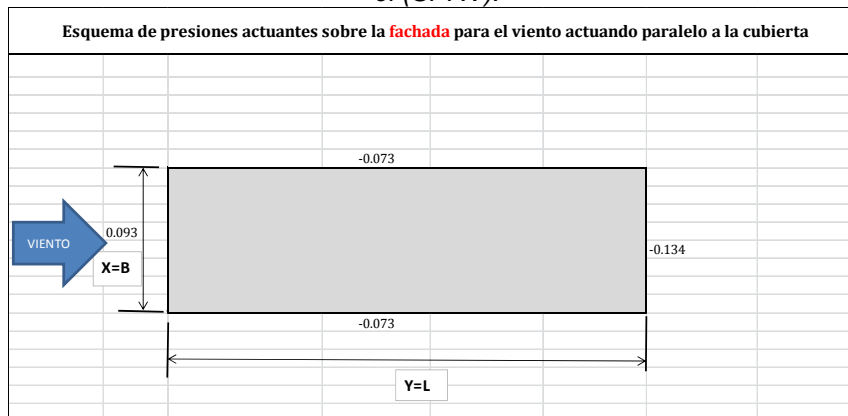 Esquema de presiones actuantes sobre la fachada para el viento actuando paralelo a la cubierta
-0.073
0.093
VIENTO
-0.134
X=B
-0.073
Y=L